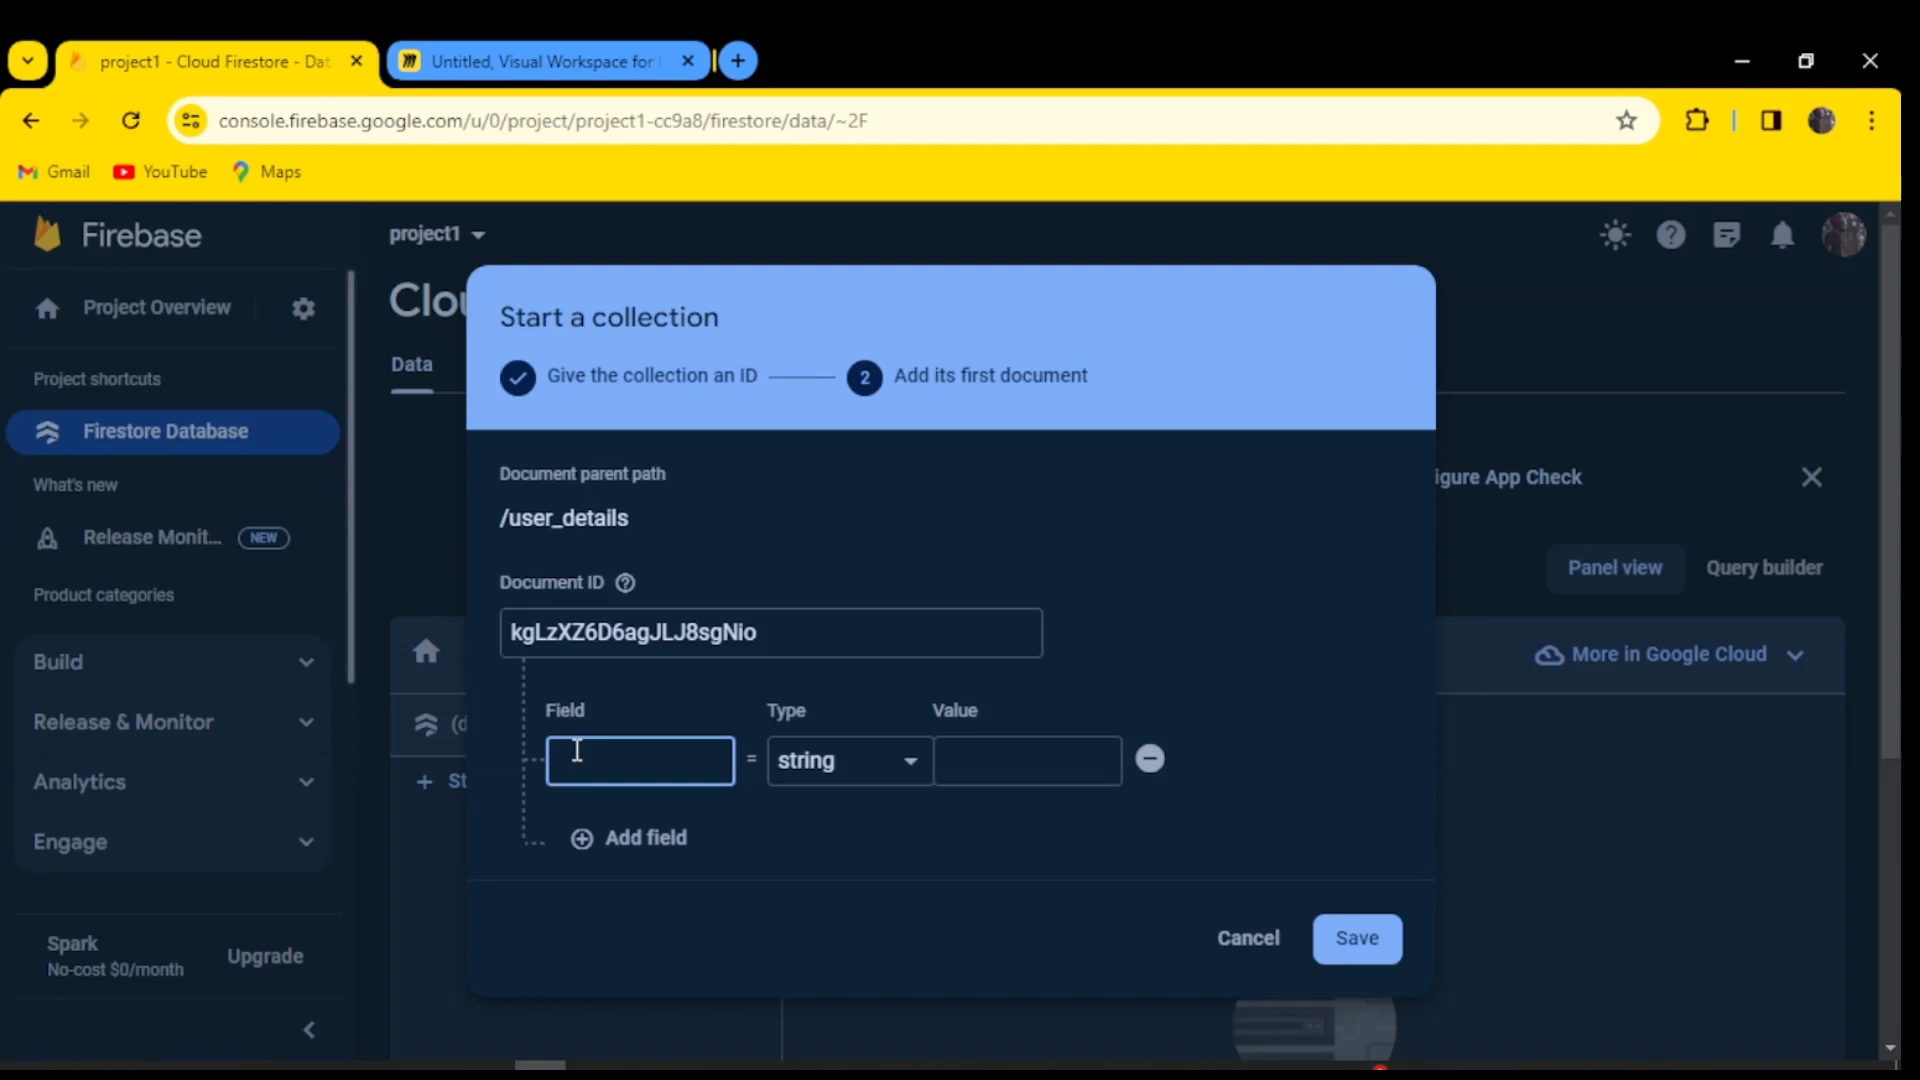 project1 - Cloud Firestore - Dat
Untitled, Visual Workspace for
console.firebase.google.com/u/0/project/project1-cc9a8/firestore/data/~2F
Gmail
YouTube
Maps
Firebase
project1
Project Overview
Clou
Data
Project shortcuts
Firestore Database
What's new
Release Monit...
NEW
Product categories
Build
Release & Monitor
Analytics
Engage
Spark
No-cost $0/month
Upgrade
Start a collection
Give the collection an ID
2
Add its first document
Document parent path
/user_details
Document ID
kgLzXZ6D6agJLJ8sgNio
Field
Type
Value
=
string
Add field
Cancel
Save
igure App Check
Panel view
Query builder
More in Google Cloud
(d
+ St